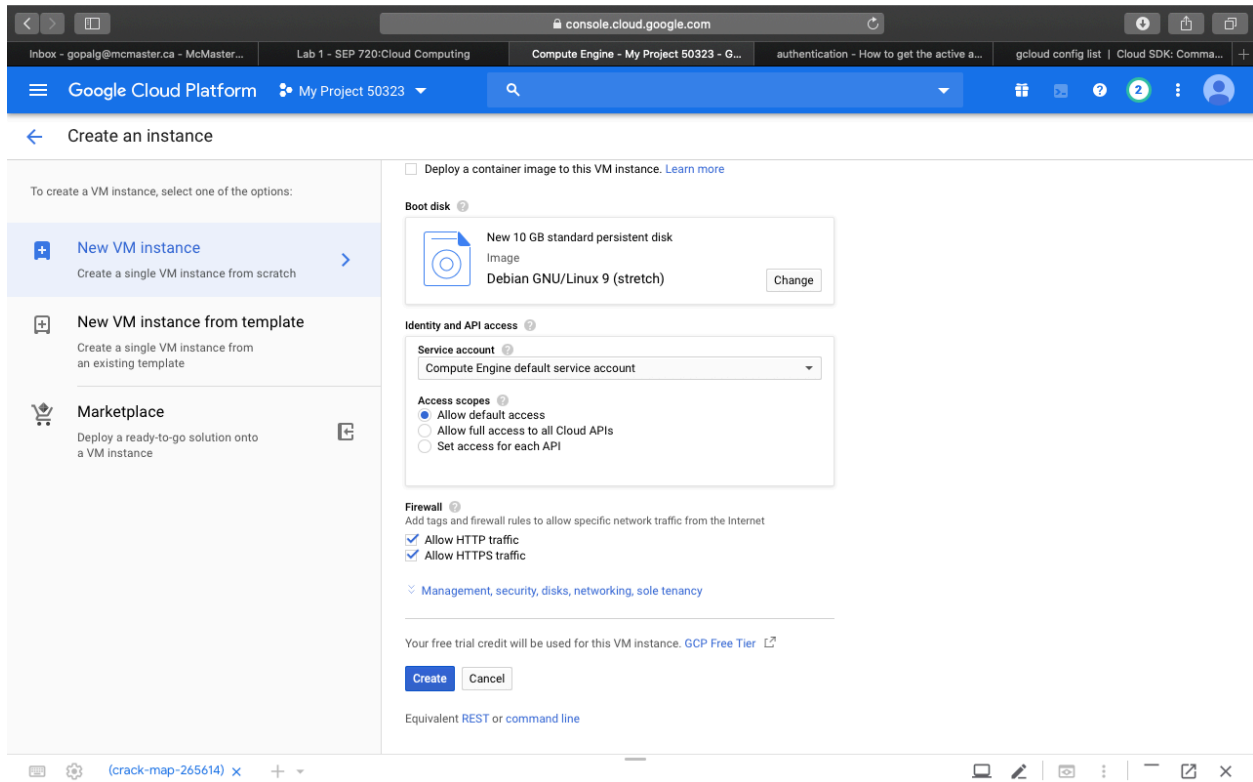 console.cloud.google.com
Inbox - gopalg@mcmaster.ca - McMaster...
Lab 1 - SEP 720:Cloud Computing
Compute Engine - My Project 50323 - G...
authentication - How to get the active a...
gcloud config list | Cloud SDK: Comma...
Google Cloud Platform
My Project 50323
2
Create an instance
To create a VM instance, select one of the options:
New VM instance
Create a single VM instance from scratch
New VM instance from template
Create a single VM instance from
an existing template
Marketplace
Deploy a ready-to-go solution onto
a VM instance
Deploy a container image to this VM instance. Learn more
Boot disk
New 10 GB standard persistent disk
Image
Debian GNU/Linux 9 (stretch)
Change
Identity and API access
Service account
Compute Engine default service account
Access scopes
Allow default access
Allow full access to all Cloud APIs
Set access for each API
Firewall
Add tags and firewall rules to allow specific network traffic from the Internet
Allow HTTP traffic
Allow HTTPS traffic
Management, security, disks, networking, sole tenancy
Your free trial credit will be used for this VM instance. GCP Free Tier
Create Cancel
Equivalent REST or command line
(crack-map-265614)